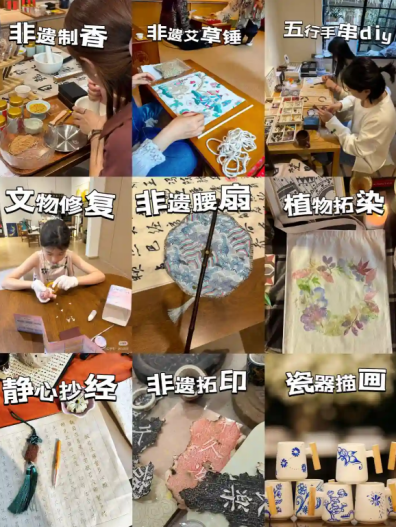 非遗制香
非遗艾草锤
五行手串diy
文物修复
非遗腰扇
植物拓染
静心抄经
非遗拓印
瓷器描画